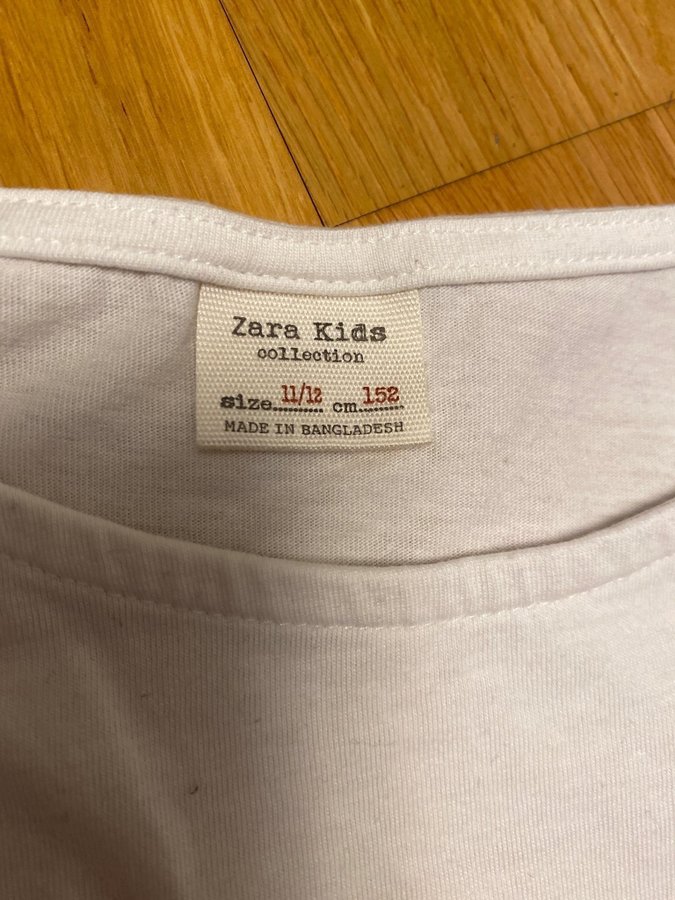 Zara Kids
collection
size 11/12 cm 152
MADE IN BANGLADESH